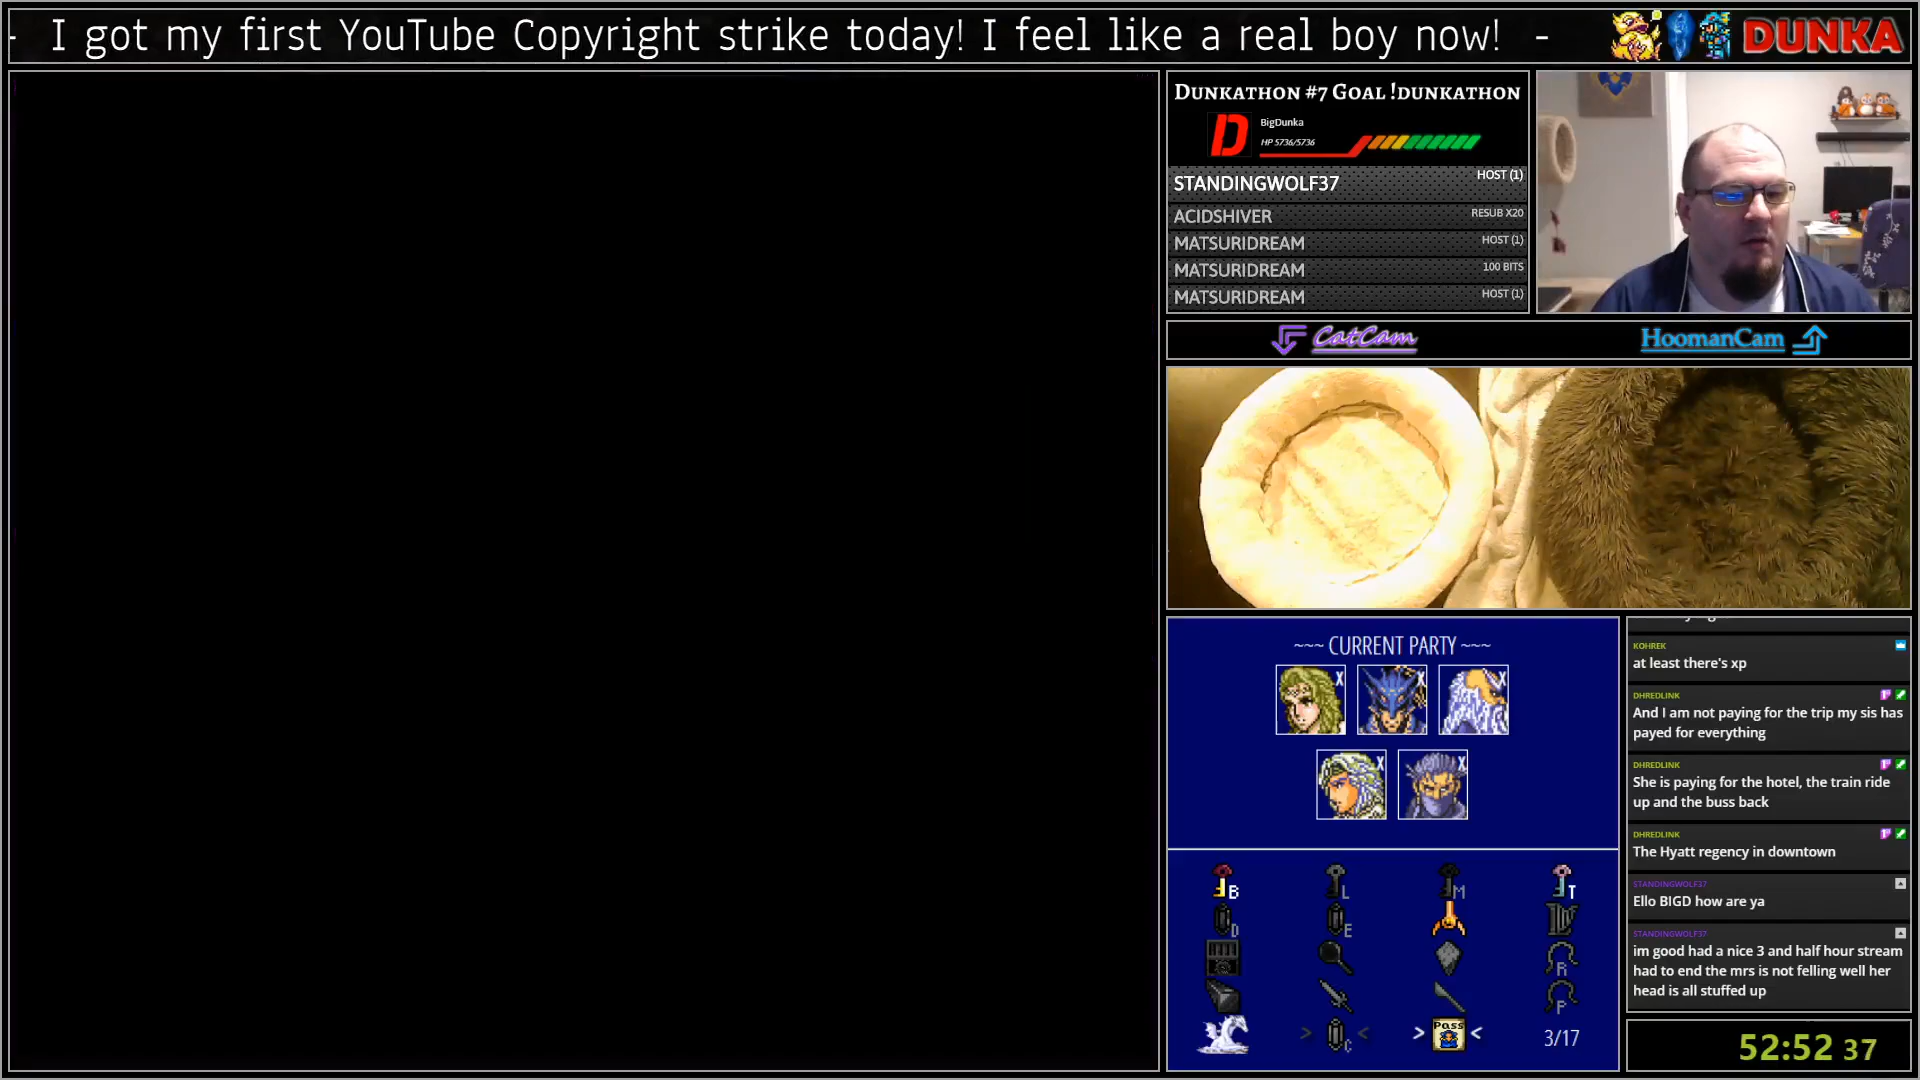 - I got my first YouTube Copyright strike today! I feel like a real boy now! -
DUNKA
DUNKATHON #7 GOAL !DUNKATHON
D
BigDunka
HP 5736/5736
STANDINGWOLF37 HOST (1)
ACIDSHIVER RESUB X20
MATSURIDREAM HOST (1)
MATSURIDREAM 100 BITS
MATSURIDREAM HOST (1)
CatCam
HoomanCam
~~~ CURRENT PARTY ~~~
X X X
X X
B L M T
D E
R
P
> C < > PASS < 3/17
KOHREK
at least there's xp
DHREDLINK
And I am not paying for the trip my sis has
payed for everything
DHREDLINK
She is paying for the hotel, the train ride
up and the buss back
DHREDLINK
The Hyatt regency in downtown
STANDINGWOLF37
Ello BIGD how are ya
STANDINGWOLF37
im good had a nice 3 and half hour stream
had to end the mrs is not felling well her
head is all stuffed up
52:52 37